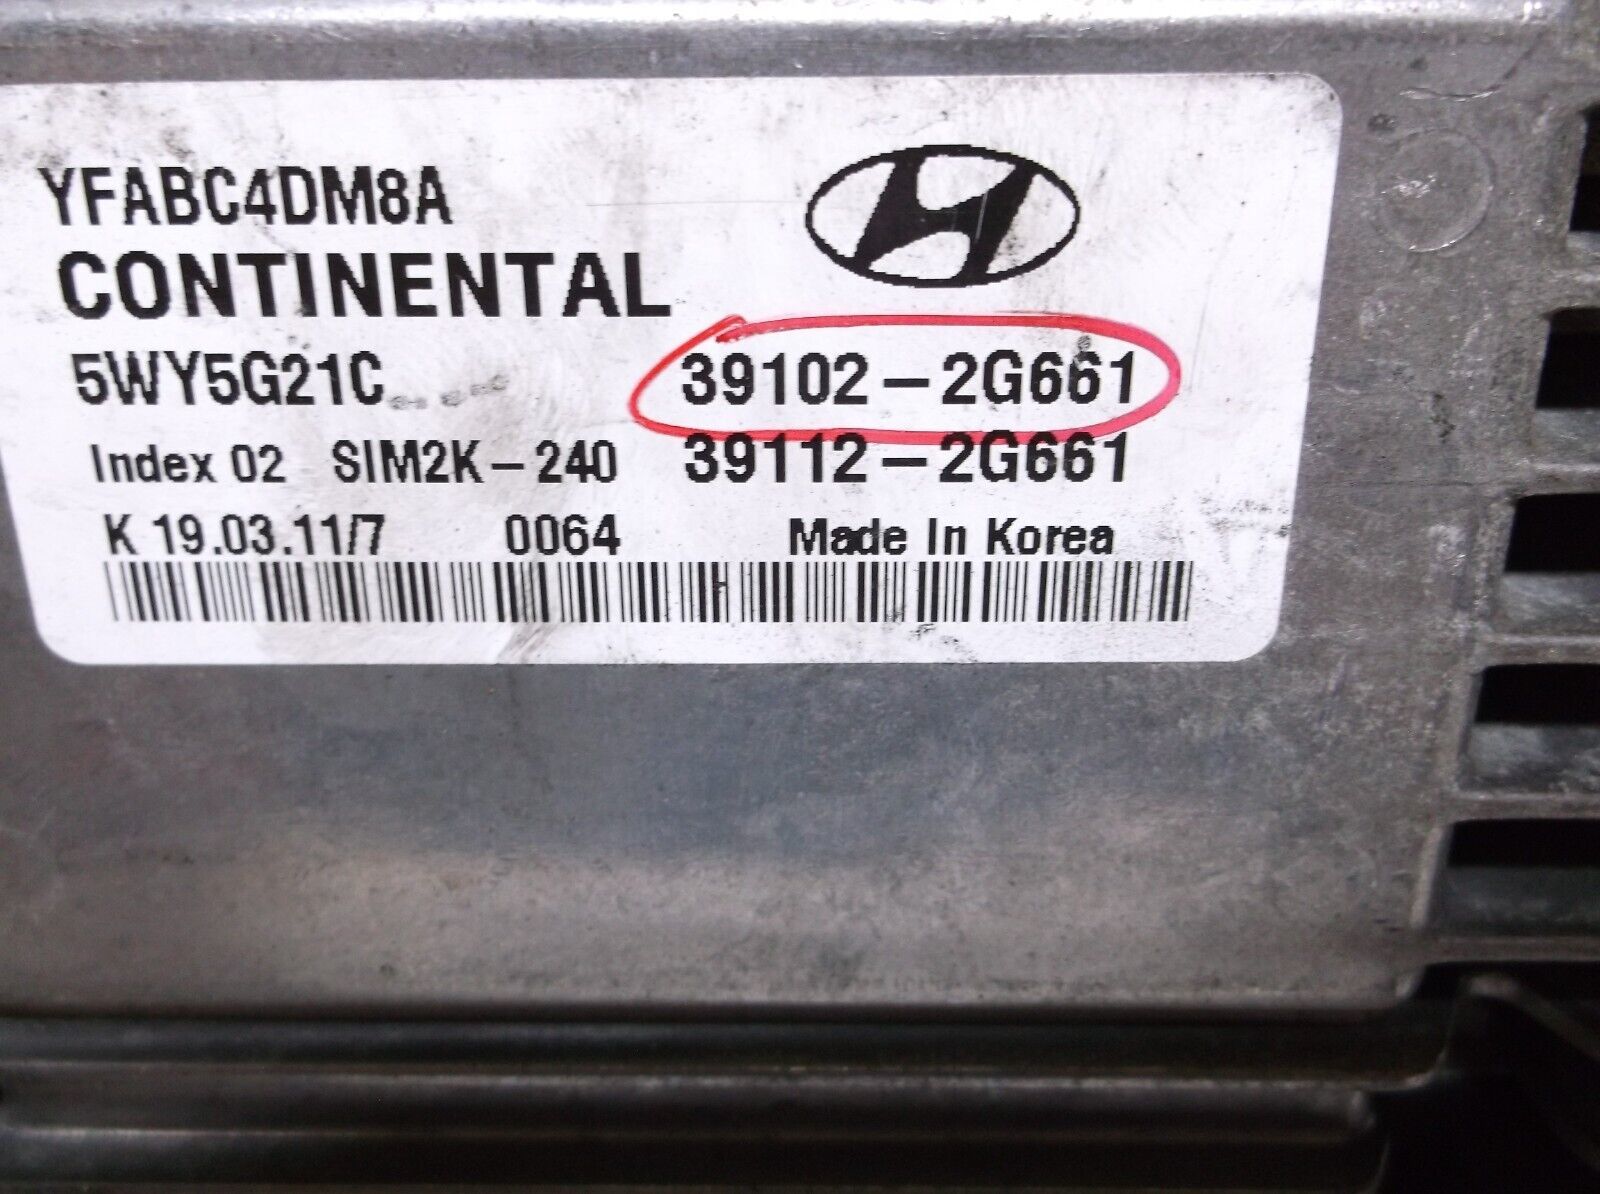 YFABC4DM8A
CONTINENTAL
5WY5G21C 39102-2G661
Index 02 SIM2K-240 39112-2G661
K 19.03.11/7 0064 Made In Korea